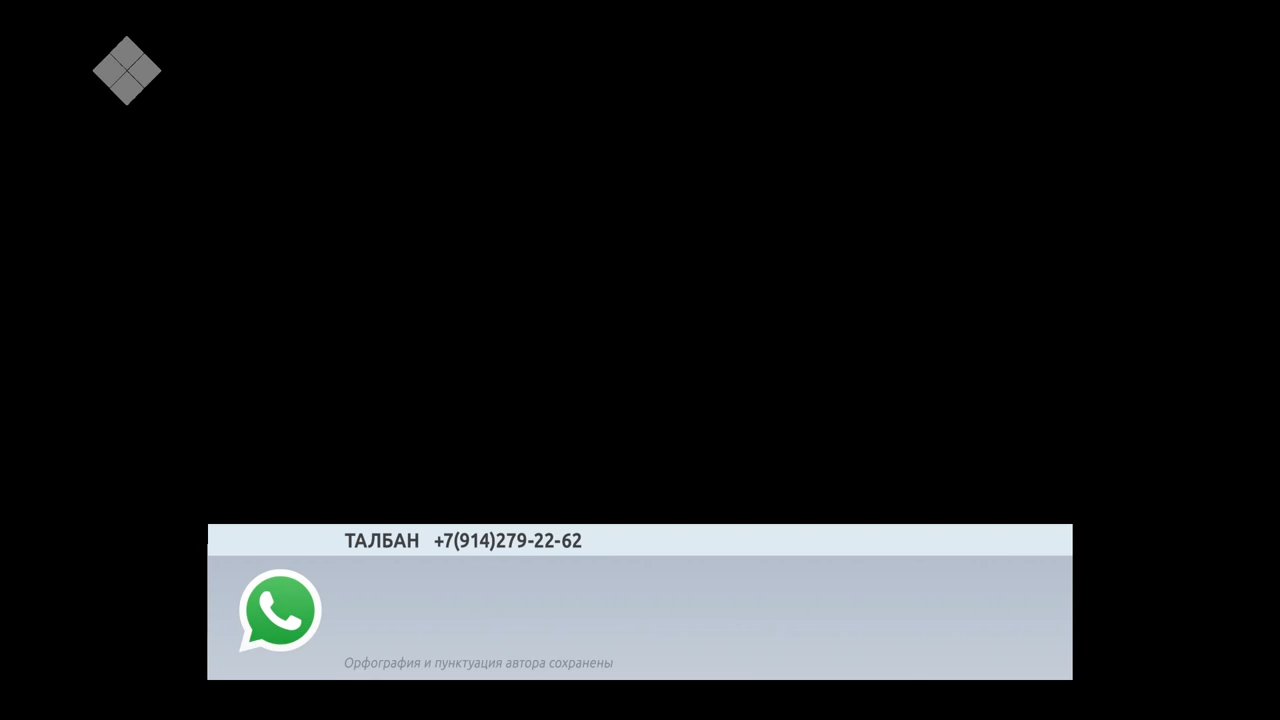 ТАЛБАН +7(914)279-22-62
Орфография и пунктуация автора сохранены